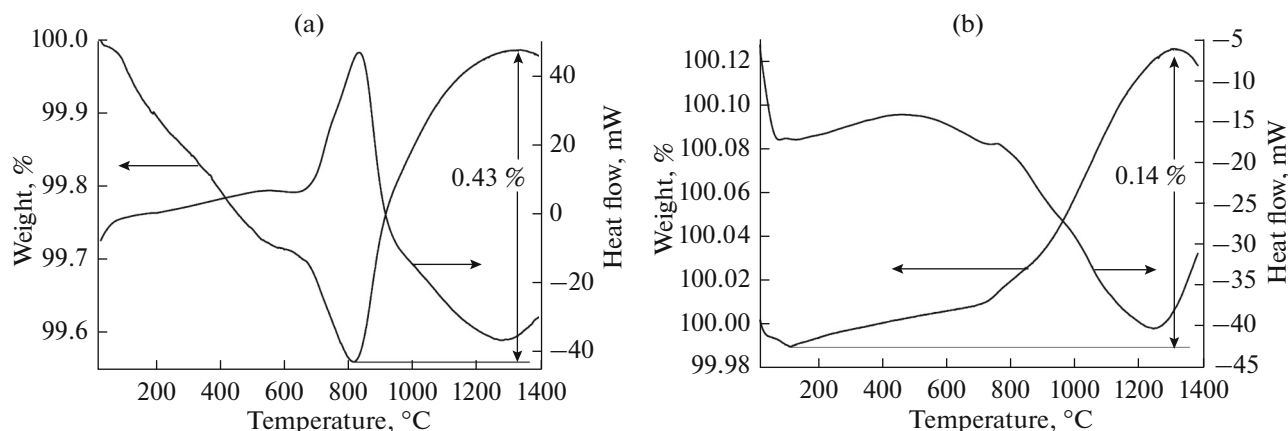 (a)
100.0
99.9
99.8
99.7
99.6
Weight, %
40
20
0
−20
−40
Heat flow, mW
0.43 %
200 400 600 800 1000 1200 1400
Temperature, °C
(b)
100.12
100.10
100.08
100.06
100.04
100.02
100.00
99.98
Weight, %
−5
−10
−15
−20
−25
−30
−35
−40
−45
Heat flow, mW
0.14 %
200 400 600 800 1000 1200 1400
Temperature, °C